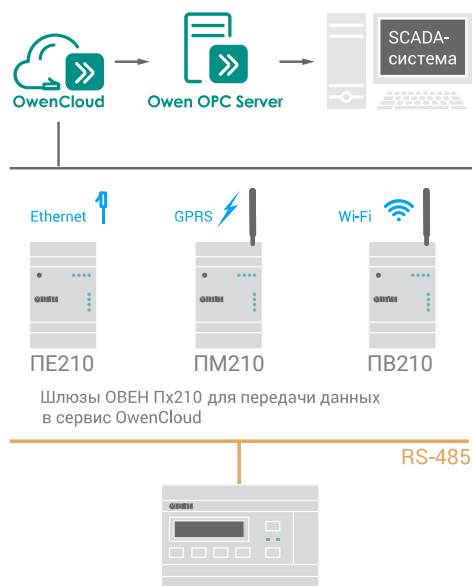 SCADA-
система
OwenCloud
Owen OPC Server
Ethernet
GPRS
Wi-Fi
ОВЕН
ОВЕН
ОВЕН
ПЕ210
ПМ210
ПВ210
Шлюзы ОВЕН Пх210 для передачи данных
в сервис OwenCloud
RS-485
ОВЕН